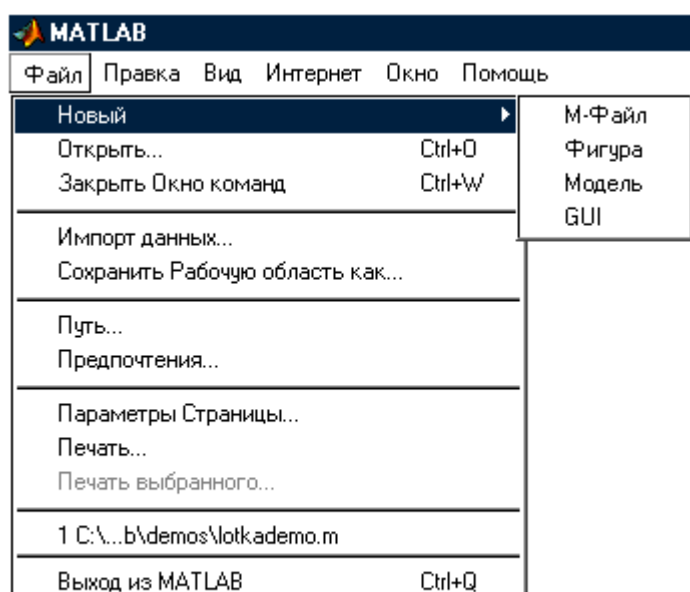 MATLAB
Файл Правка Вид Интернет Окно Помощь
Новый
Открыть... Ctrl+O
Закрыть Окно команд Ctrl+W
Импорт данных...
Сохранить Рабочую область как...
Путь...
Предпочтения...
Параметры Страницы...
Печать...
Печать выбранного...
1 C:\...b\demos\lotkademo.m
Выход из MATLAB Ctrl+Q
М-Файл
Фигура
Модель
GUI